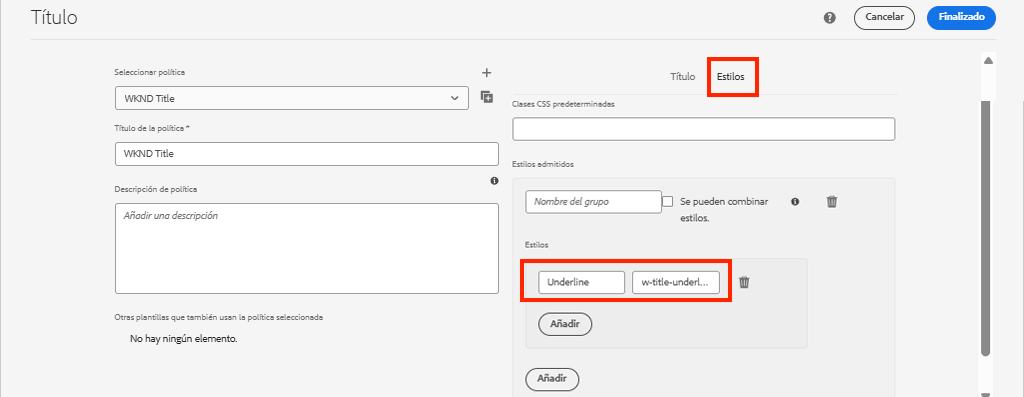 Título
Cancelar
Finalizado
Seleccionar política
WKND Title
Título de la política *
WKND Title
Descripción de política
Añadir una descripción
Otras plantillas que también usan la política seleccionada
No hay ningún elemento.
Título
Estilos
Clases CSS predeterminadas
Estilos admitidos
Nombre del grupo
Se pueden combinar
estilos.
Estilos
Underline
w-title-underl...
Añadir
Añadir